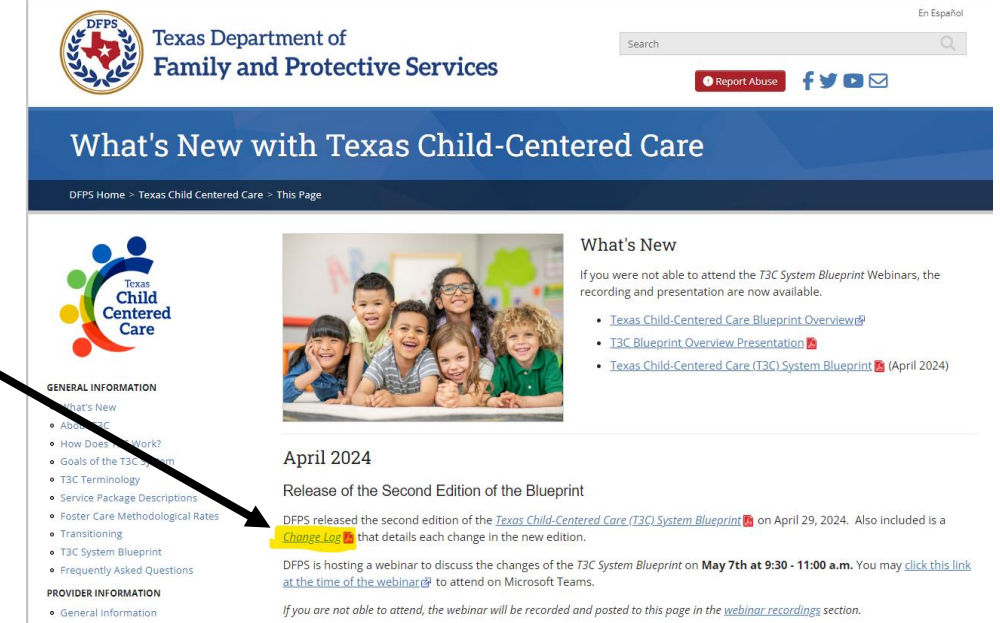 En Español
DFPS
Texas Department of
Family and Protective Services
Search
Report Abuse
What's New with Texas Child-Centered Care
DFPS Home > Texas Child Centered Care > This Page
Texas
Child
Centered
Care
What's New
If you were not able to attend the T3C System Blueprint Webinars, the
recording and presentation are now available.
Texas Child-Centered Care Blueprint Overview
T3C Blueprint Overview Presentation
Texas Child-Centered Care (T3C) System Blueprint (April 2024)
GENERAL INFORMATION
What's New
About T3C
How Does T3C Work?
Goals of the T3C System
T3C Terminology
Service Package Descriptions
Foster Care Methodological Rates
Transitioning
T3C System Blueprint
Frequently Asked Questions
PROVIDER INFORMATION
General Information
April 2024
Release of the Second Edition of the Blueprint
DFPS released the second edition of the Texas Child-Centered Care (T3C) System Blueprint on April 29, 2024. Also included is a
Change Log that details each change in the new edition.
DFPS is hosting a webinar to discuss the changes of the T3C System Blueprint on May 7th at 9:30 - 11:00 a.m. You may click this link
at the time of the webinar to attend on Microsoft Teams.
If you are not able to attend, the webinar will be recorded and posted to this page in the webinar recordings section.